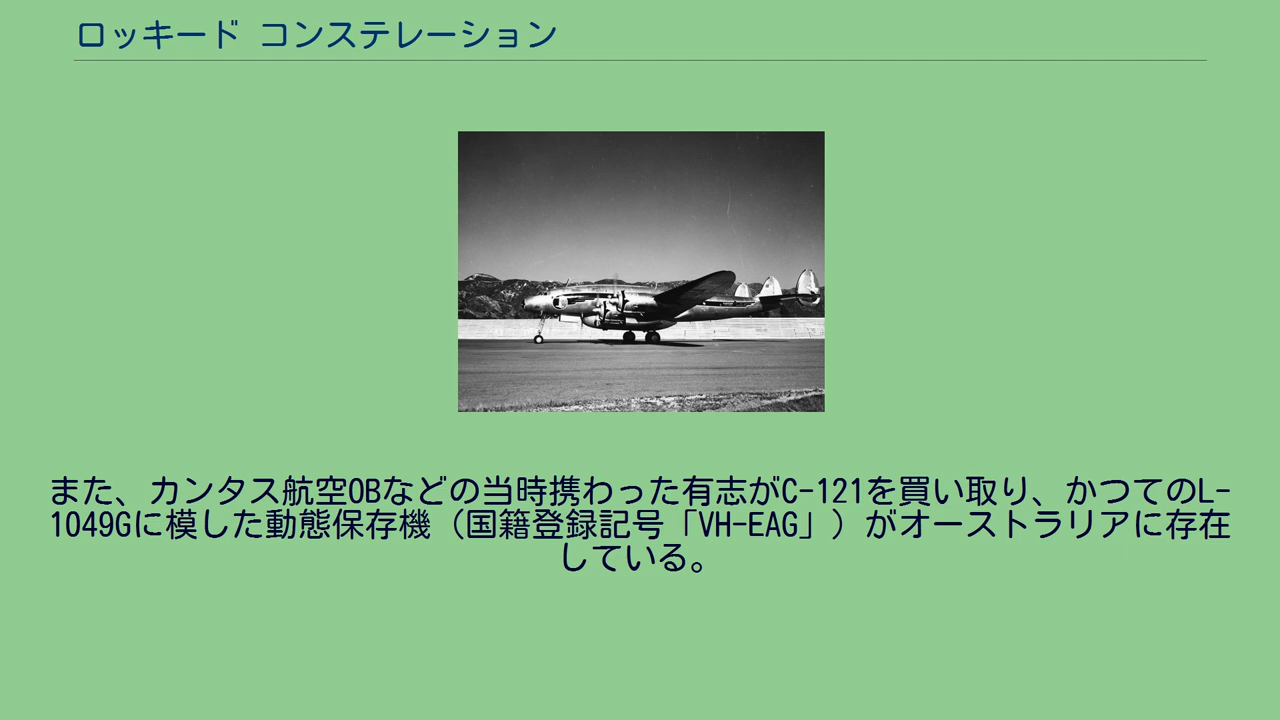 ロッキード コンステレーション
また、カンタス航空OBなどの当時携わった有志がC-121を買い取り、かつてのL-
1049Gに模した動態保存機（国籍登録記号「VH-EAG」）がオーストラリアに存在
している。